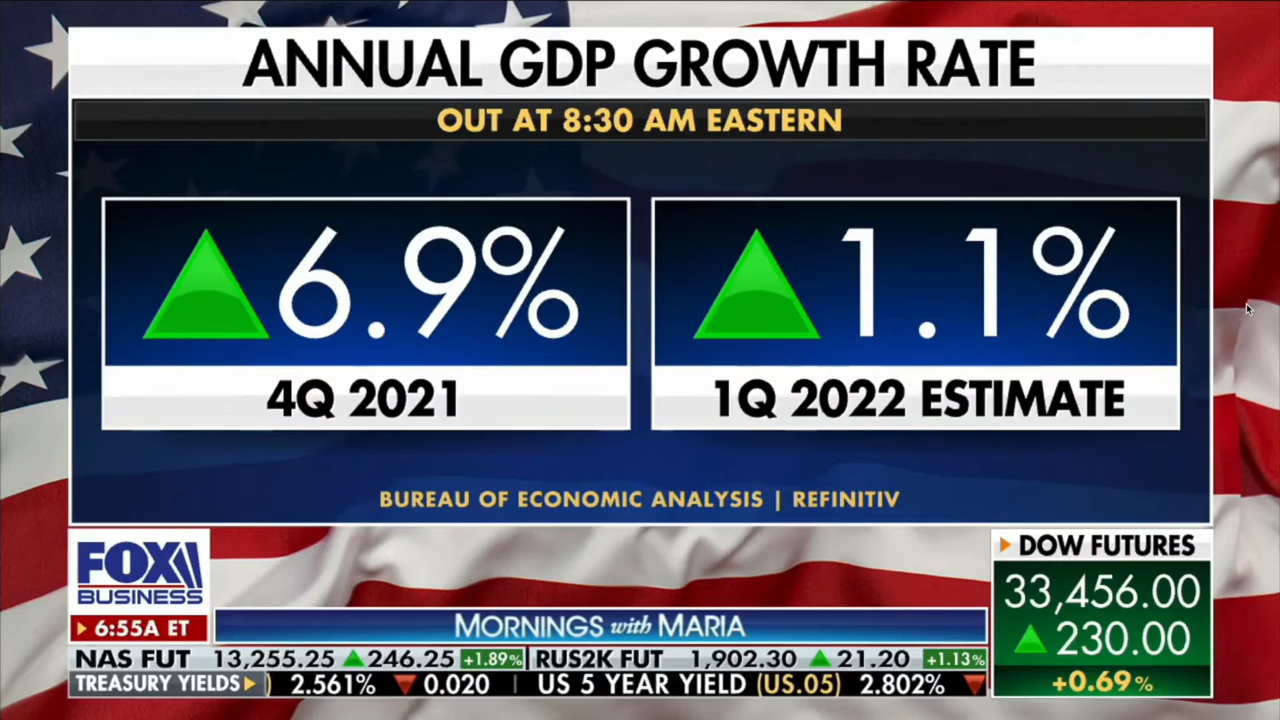 ANNUAL GDP GROWTH RATE
OUT AT 8:30 AM EASTERN
6.9%
4Q 2021
1.1%
1Q 2022 ESTIMATE
BUREAU OF ECONOMIC ANALYSIS | REFINITIV
FOX
BUSINESS
6:55A ET
MORNINGS with MARIA
DOW FUTURES
33,456.00
230.00
+0.69%
NAS FUT 13,255.25 246.25 +1.89% RUS2K FUT 1,902.30 21.20 +1.13%
TREASURY YIELDS ) 2.561% 0.020 | US 5 YEAR YIELD (US.05) 2.802%